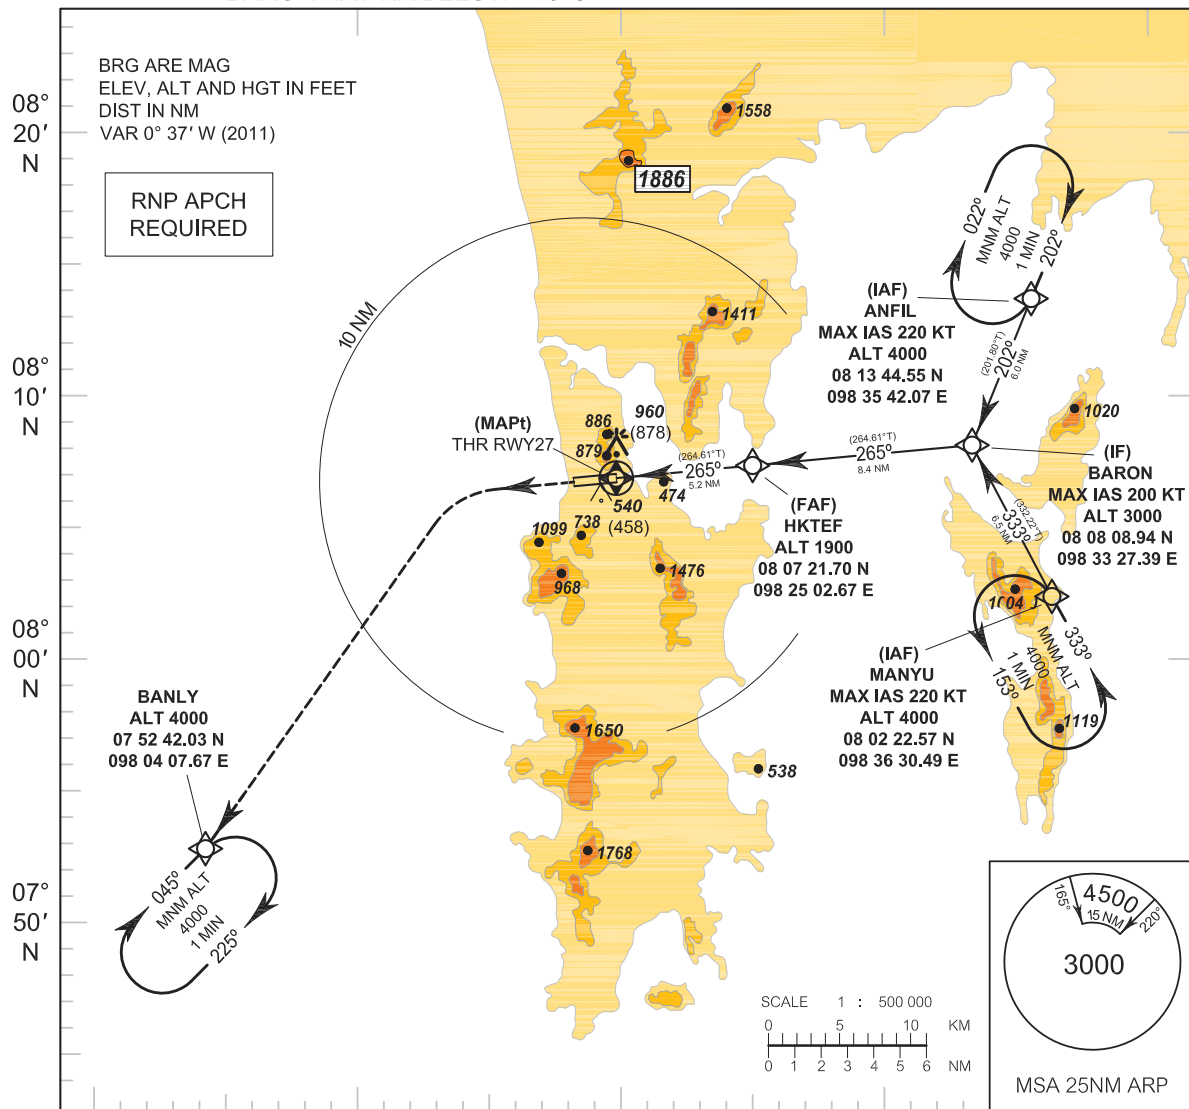 BRG ARE MAG
ELEV, ALT AND HGT IN FEET
DIST IN NM
VAR 0° 37' W (2011)
RNP APCH
REQUIRED
08°
20'
N
08°
10'
N
08°
00'
N
07°
50'
N
1558
1886
10 NM
1411
022°
MNM ALT
4000
1 MIN
202°
(IAF)
ANFIL
MAX IAS 220 KT
ALT 4000
08 13 44.55 N
098 35 42.07 E
(201.80°T)
202°
6.0 NM
1020
(MAPt)
THR RWY27
886
879
960
(878)
(264.61°T)
265°
5.2 NM
(264.61°T)
265°
8.4 NM
474
540
(458)
(IF)
BARON
MAX IAS 200 KT
ALT 3000
08 08 08.94 N
098 33 27.39 E
(FAF)
HKTEF
ALT 1900
08 07 21.70 N
098 25 02.67 E
(332.22°T)
333°
6.5 NM
1099
738
968
1476
1004
(IAF)
MANYU
MAX IAS 220 KT
ALT 4000
08 02 22.57 N
098 36 30.49 E
333°
MNM ALT
4000
1 MIN
153°
1119
BANLY
ALT 4000
07 52 42.03 N
098 04 07.67 E
1650
538
1768
045°
MNM ALT
4000
1 MIN
225°
SCALE 1 : 500 000
0 5 10 KM
0 1 2 3 4 5 6 NM
165°
4500
15 NM
220°
3000
MSA 25NM ARP